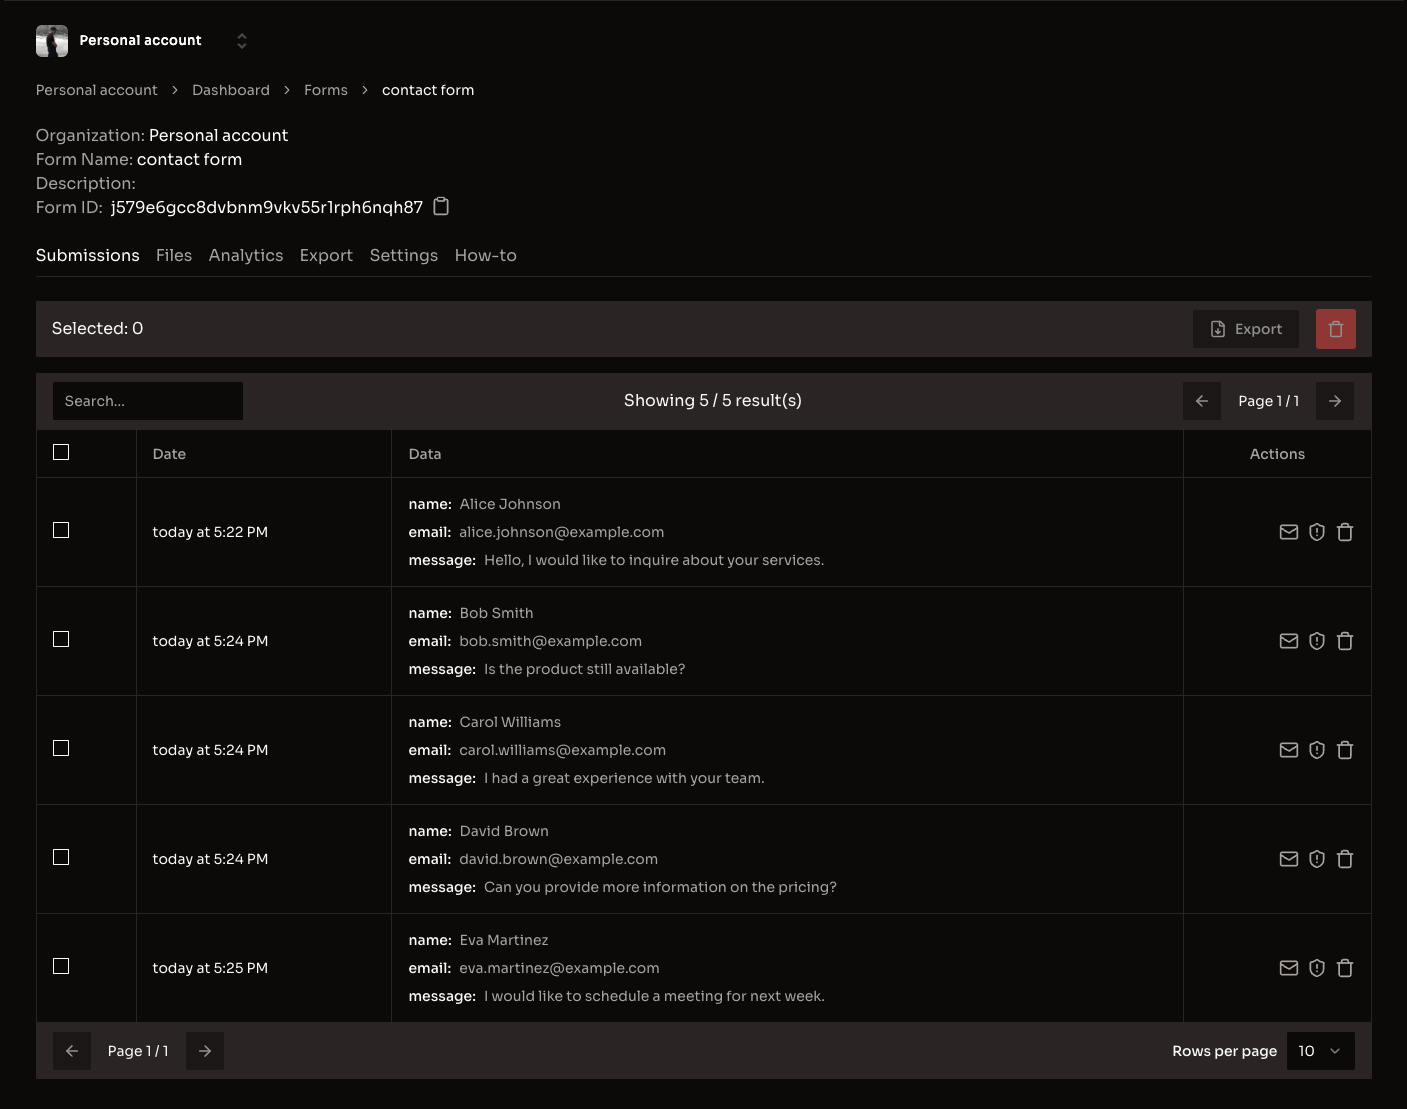 Personal account
Personal account > Dashboard > Forms > contact form
Organization: Personal account
Form Name: contact form
Description:
Form ID: j579e6gcc8dvbnm9vkv55r1rph6nqh87
Submissions Files Analytics Export Settings How-to
Selected: 0 Export
Search... Showing 5 / 5 result(s) Page 1 / 1
Date Data Actions
name: Alice Johnson
today at 5:22 PM email: alice.johnson@example.com
message: Hello, I would like to inquire about your services.
name: Bob Smith
today at 5:24 PM email: bob.smith@example.com
message: Is the product still available?
name: Carol Williams
today at 5:24 PM email: carol.williams@example.com
message: I had a great experience with your team.
name: David Brown
today at 5:24 PM email: david.brown@example.com
message: Can you provide more information on the pricing?
name: Eva Martinez
today at 5:25 PM email: eva.martinez@example.com
message: I would like to schedule a meeting for next week.
Page 1 / 1 Rows per page 10